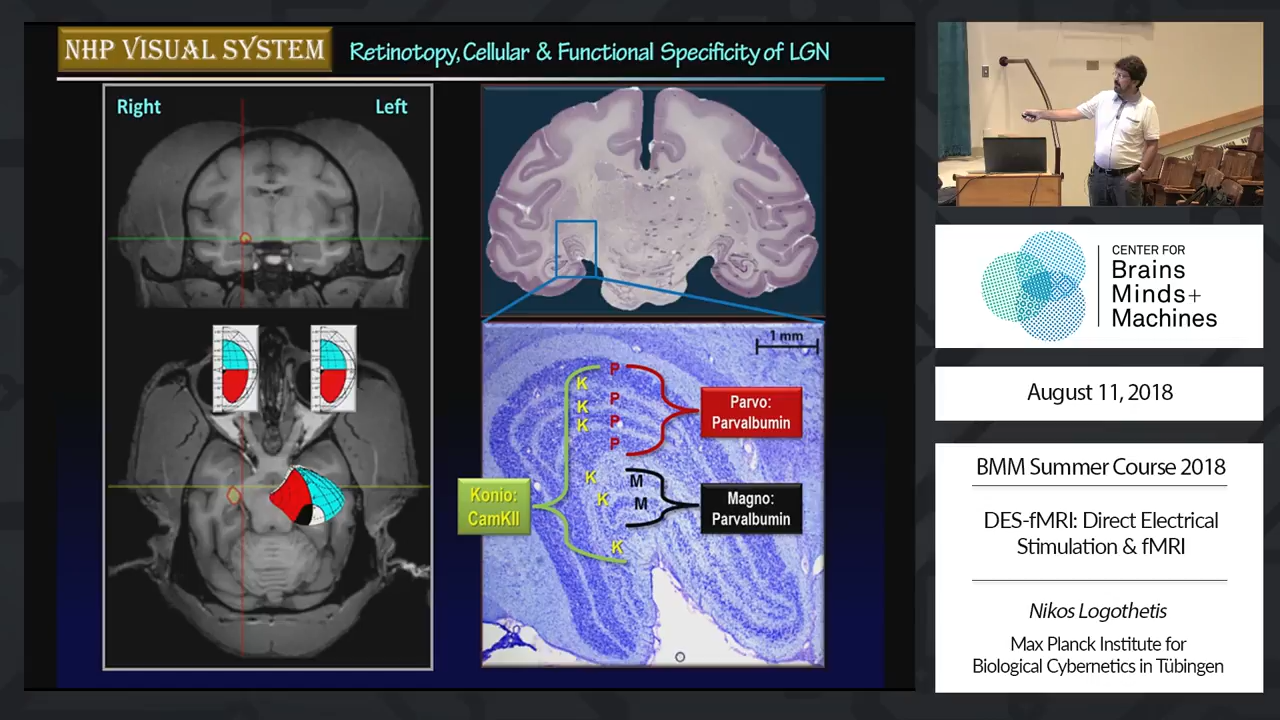 NHP VISUAL SYSTEM
Retinotopy, Cellular & Functional Specificity of LGN
Right
Left
1 mm
P
K
K
P
K
P
P
Parvo:
Parvalbumin
K
M
K
M
Magno:
Parvalbumin
Konio:
CamKII
K
CENTER FOR
Brains
Minds+
Machines
August 11, 2018
BMM Summer Course 2018
DES-fMRI: Direct Electrical
Stimulation & fMRI
Nikos Logothetis
Max Planck Institute for
Biological Cybernetics in Tübingen